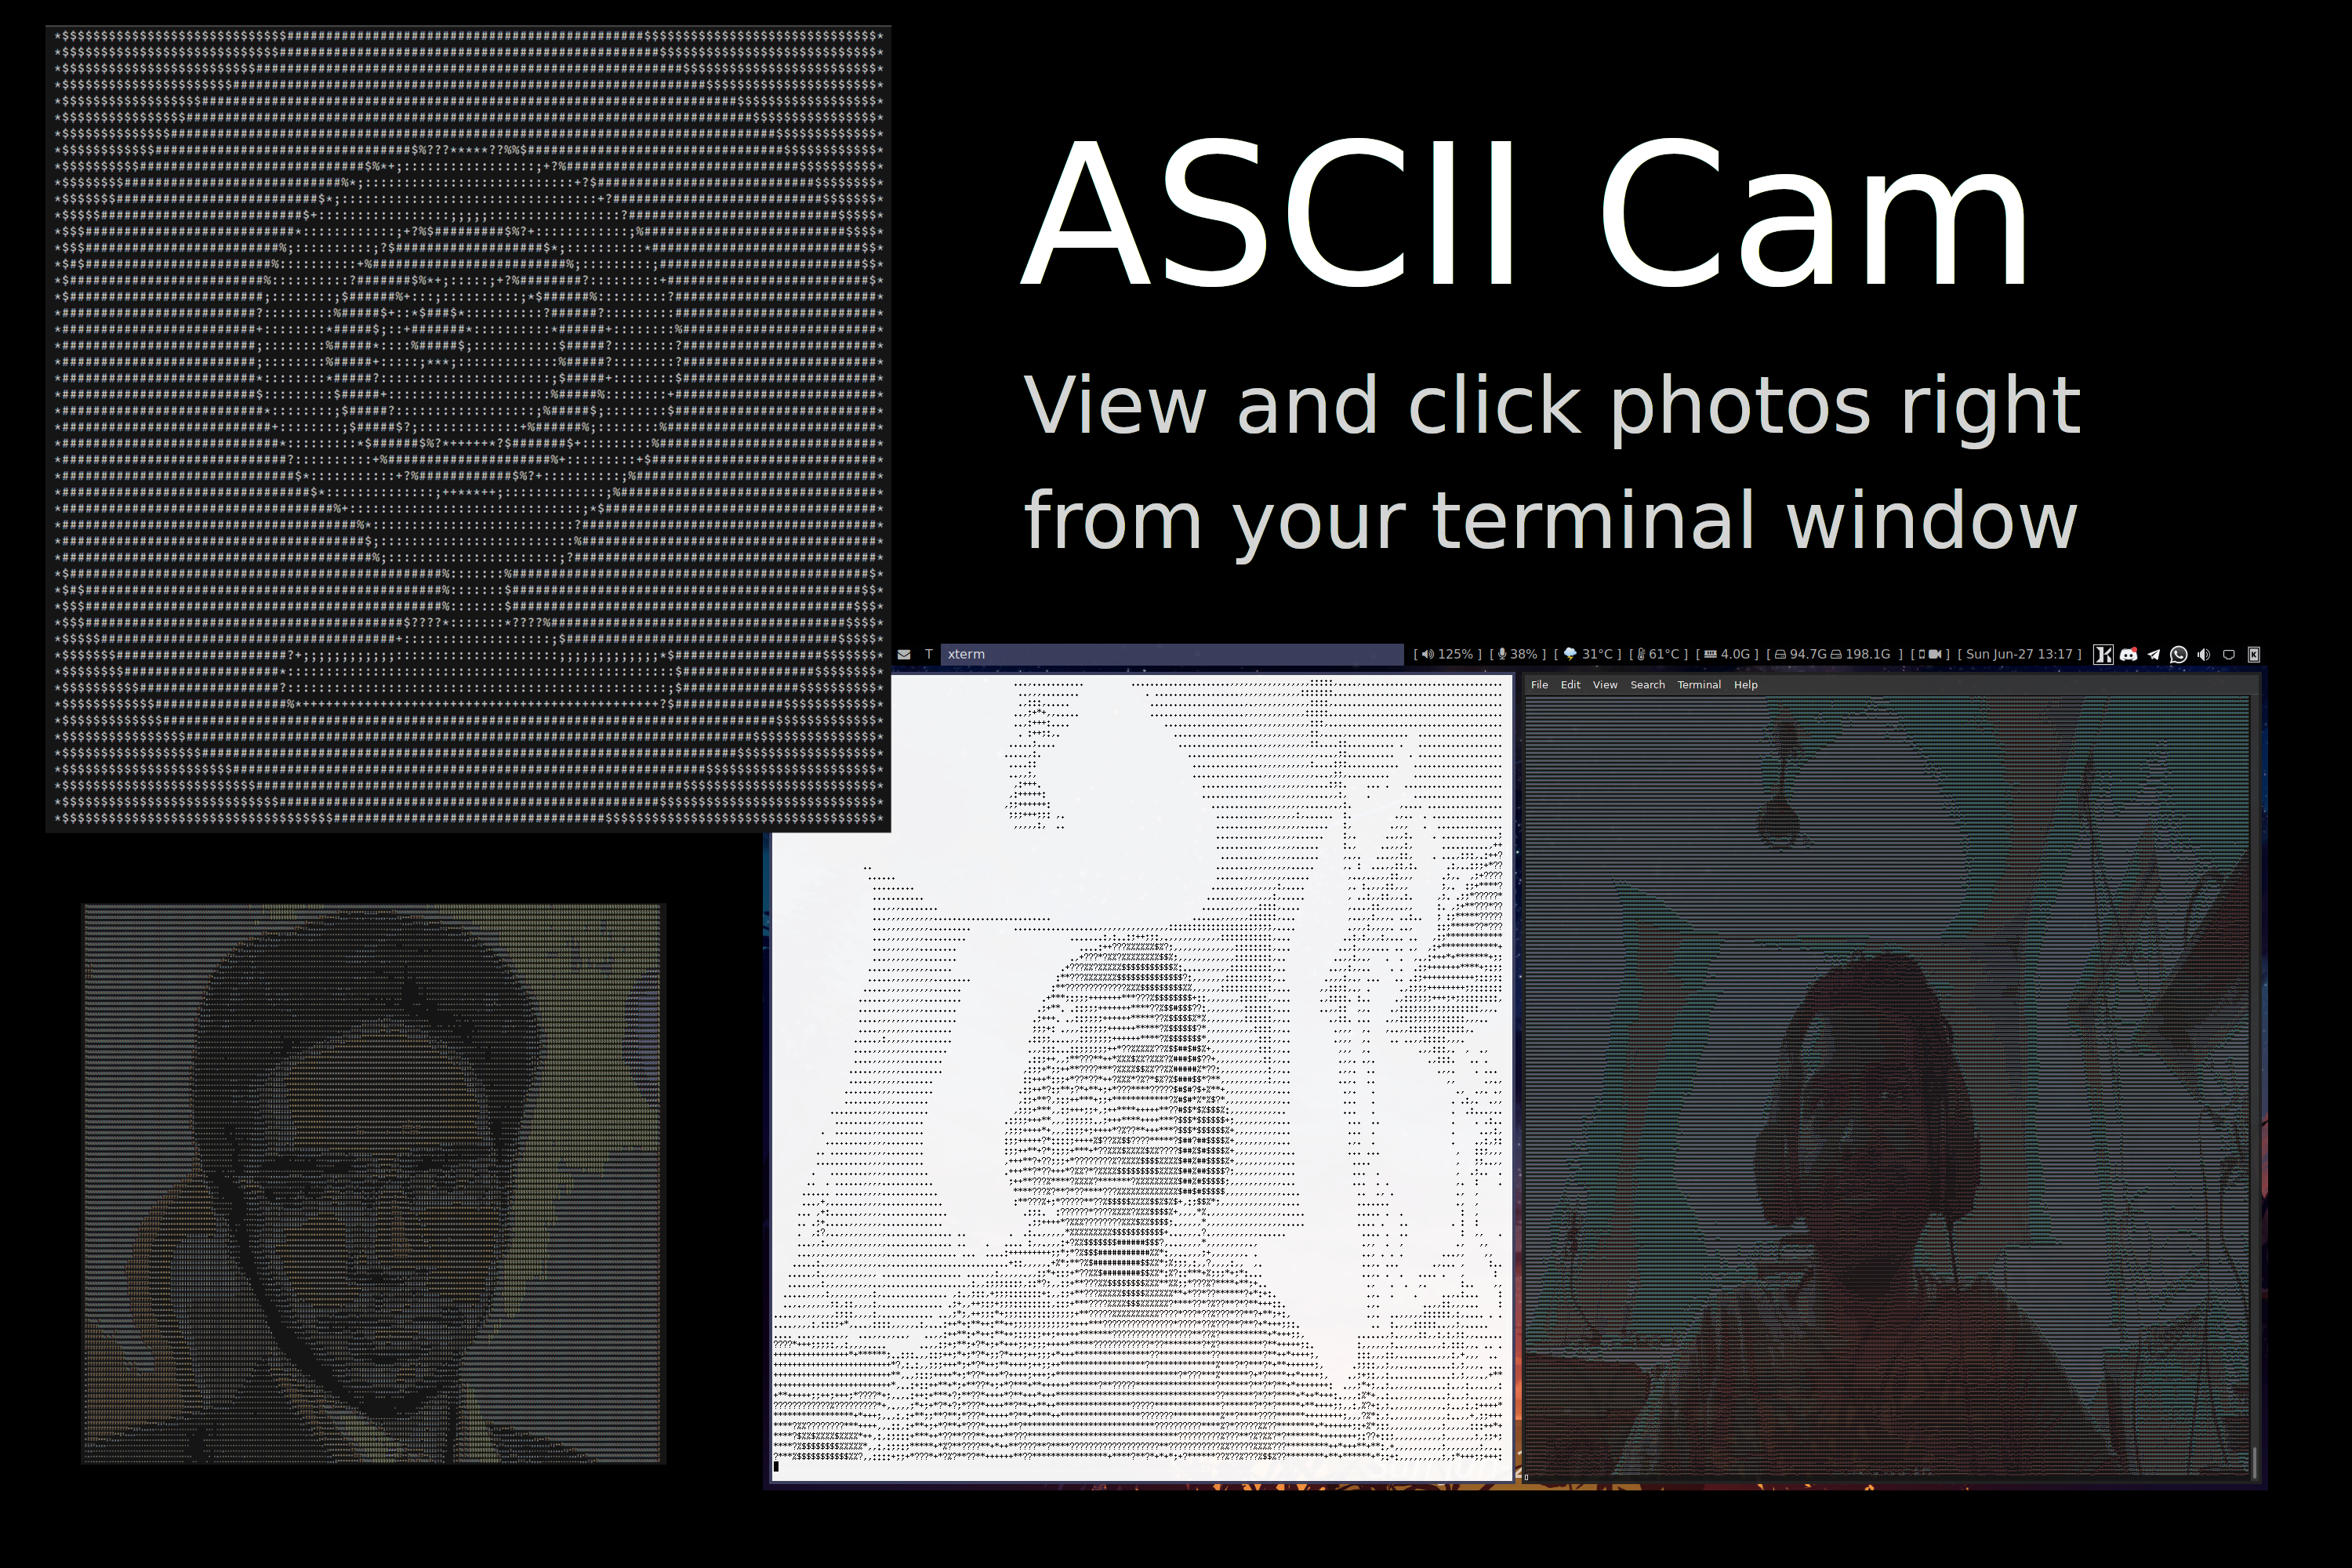 ASCII Cam
View and click photos right
from your terminal window
T xterm [ 125% ] [ 38% ] [ 31°C ] [ 61°C ] [ 4.0G ] [ 94.7G 198.1G ] [ ] [ Sun Jun-27 13:17 ]
File Edit View Search Terminal Help